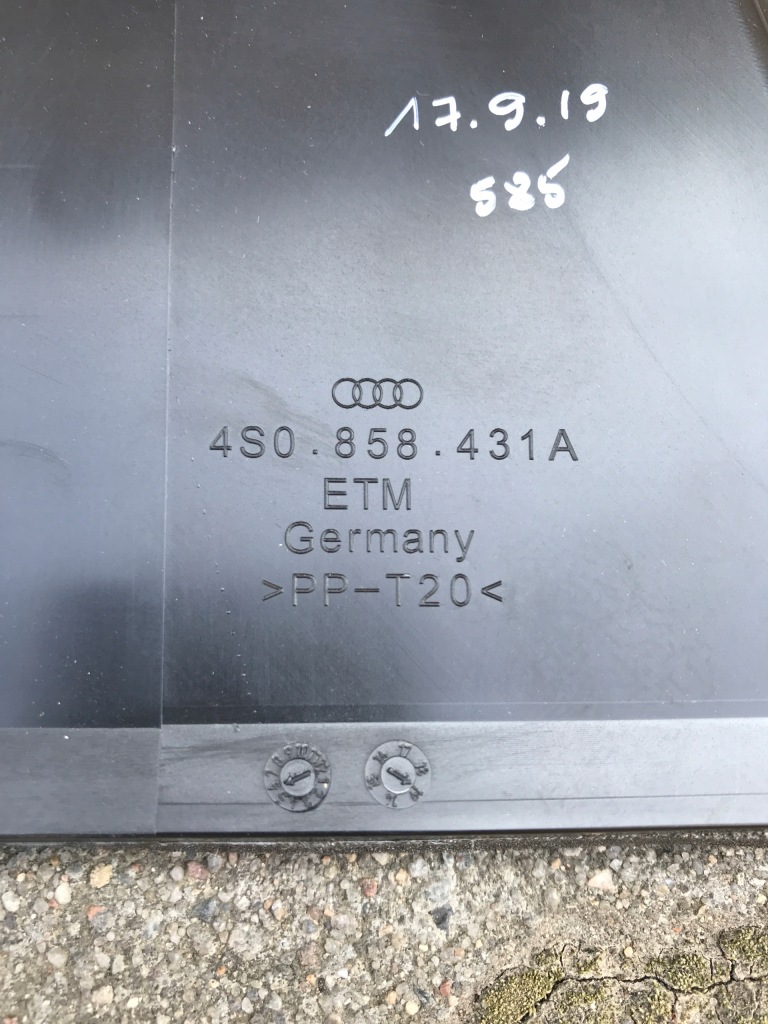 17.9.19
585
4S0.858.431A
ETM
Germany
>PP-T20<